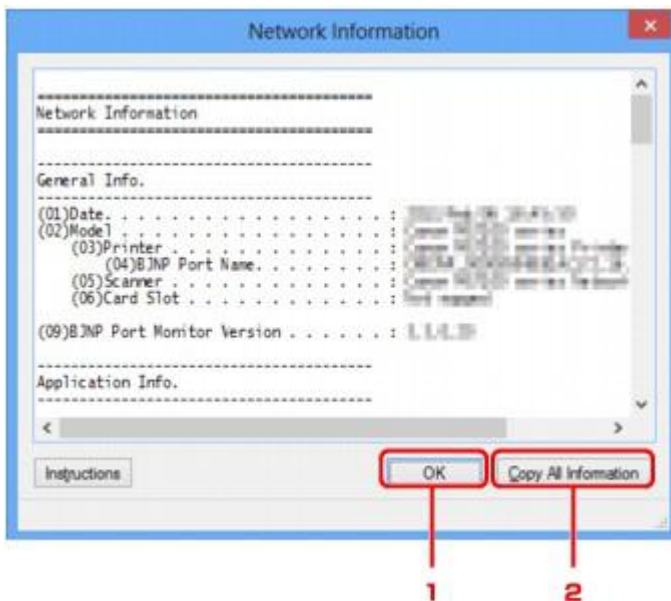 Network Information
========================================
Network Information
========================================
----------------------------------------
General Info.
----------------------------------------
(01)Date. . . . . . . . . . . . . . . . :
(02)Model . . . . . . . . . . . . . . . :
(03)Printer . . . . . . . . . . . . . :
(04)BJNP Port Name. . . . . . . . . :
(05)Scanner . . . . . . . . . . . . . :
(06)Card Slot . . . . . . . . . . . . :
(09)BJNP Port Monitor Version . . . . . . :
----------------------------------------
Application Info.
----------------------------------------
Instructions OK Copy All Information
1 2